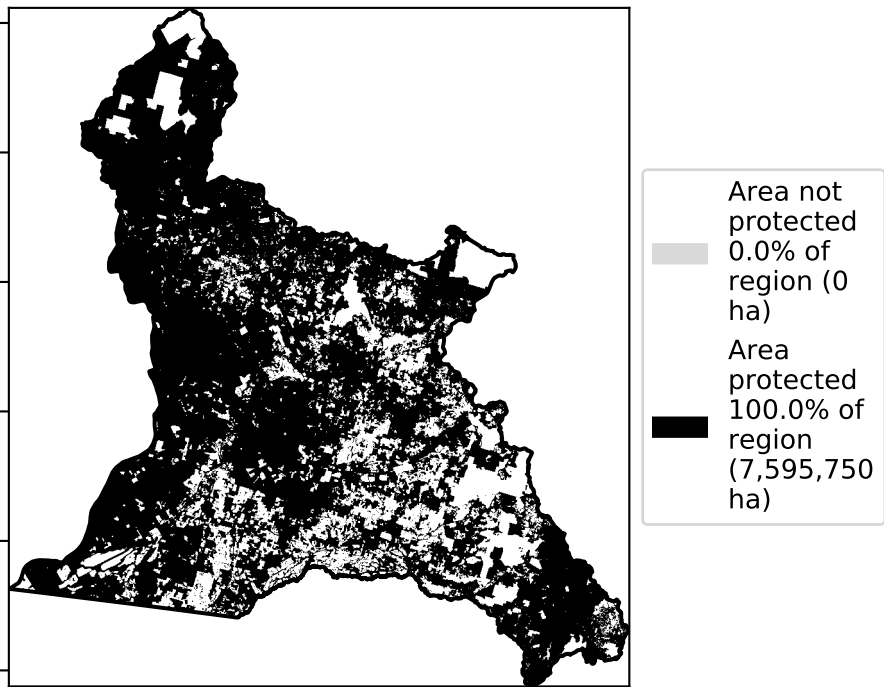 Area not
protected
0.0% of
region (0
ha)
Area
protected
100.0% of
region
(7,595,750
ha)